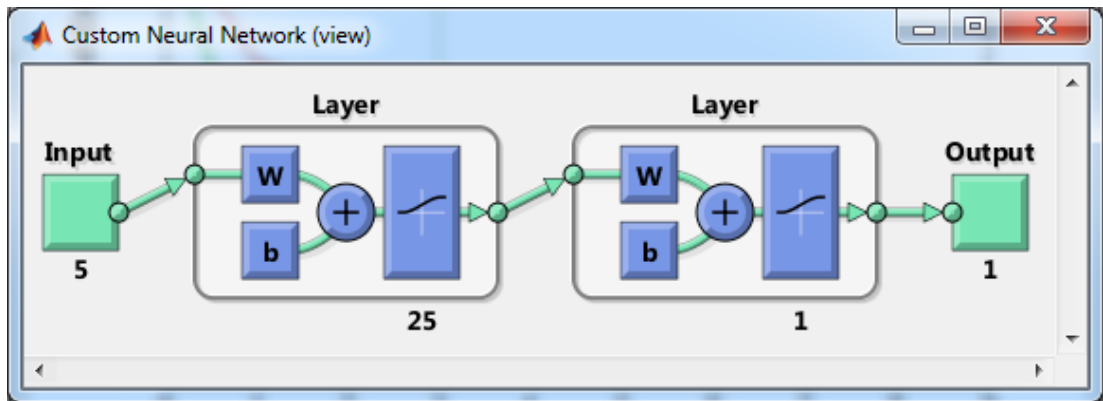 Custom Neural Network (view)
Layer Layer
Input Output
W W
b b
5 1
25 1